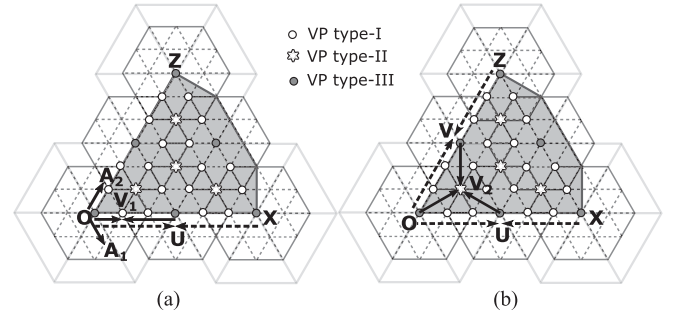 VP type-I
VP type-II
VP type-III
Z
A₂
V₁
O
X
U
A₁
(a)
Z
V
V₂
O
X
U
(b)